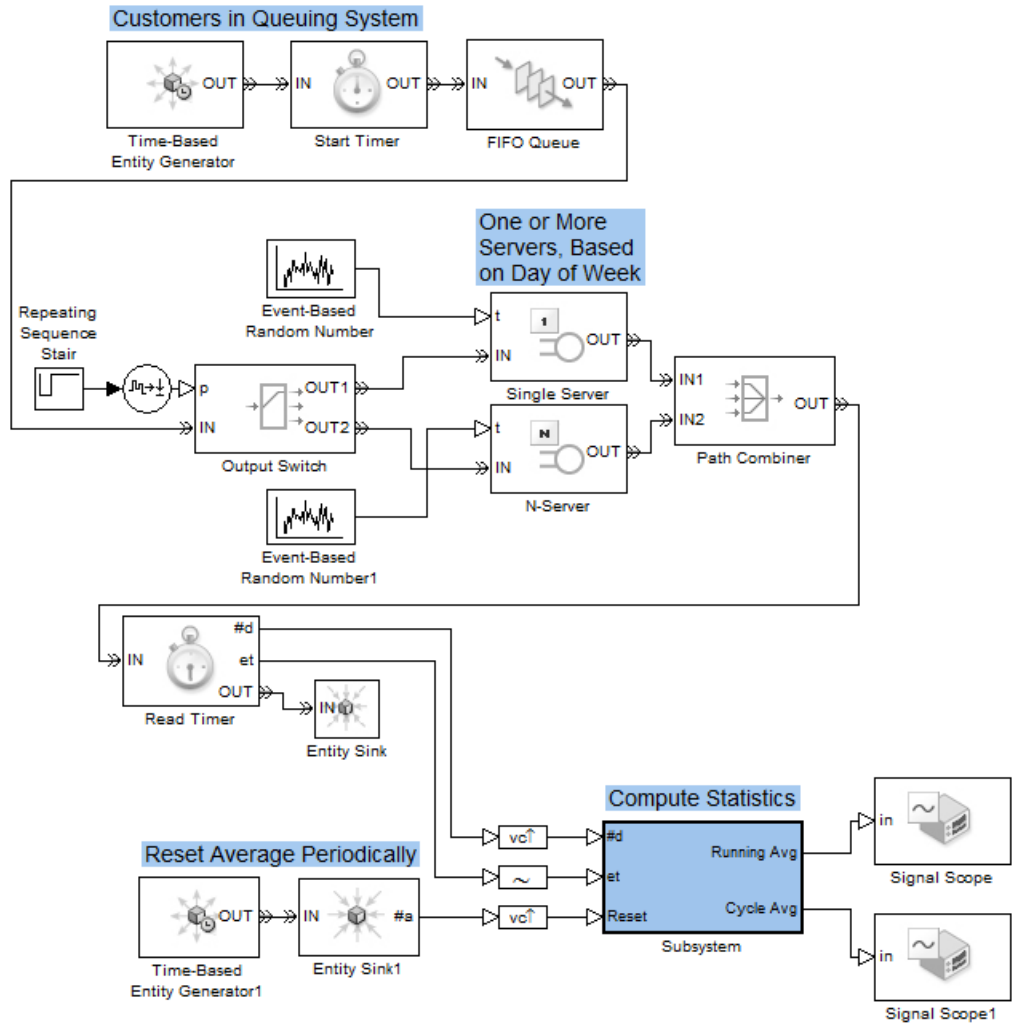 Customers in Queuing System
OUT
IN
OUT
IN
OUT
Time-Based
Entity Generator
Start Timer
FIFO Queue
One or More
Servers, Based
on Day of Week
Event-Based
Random Number
Repeating
Sequence
Stair
t
1
OUT
IN
Single Server
p
OUT1
IN
OUT2
Output Switch
t
N
OUT
IN
N-Server
IN1
IN2
OUT
Path Combiner
Event-Based
Random Number1
#d
IN
et
OUT
Read Timer
IN
Entity Sink
Compute Statistics
vc↑
#d
Running Avg
in
Signal Scope
Reset Average Periodically
~
et
OUT
IN
#a
vc↑
Reset
Cycle Avg
Subsystem
in
Signal Scope1
Time-Based
Entity Generator1
Entity Sink1